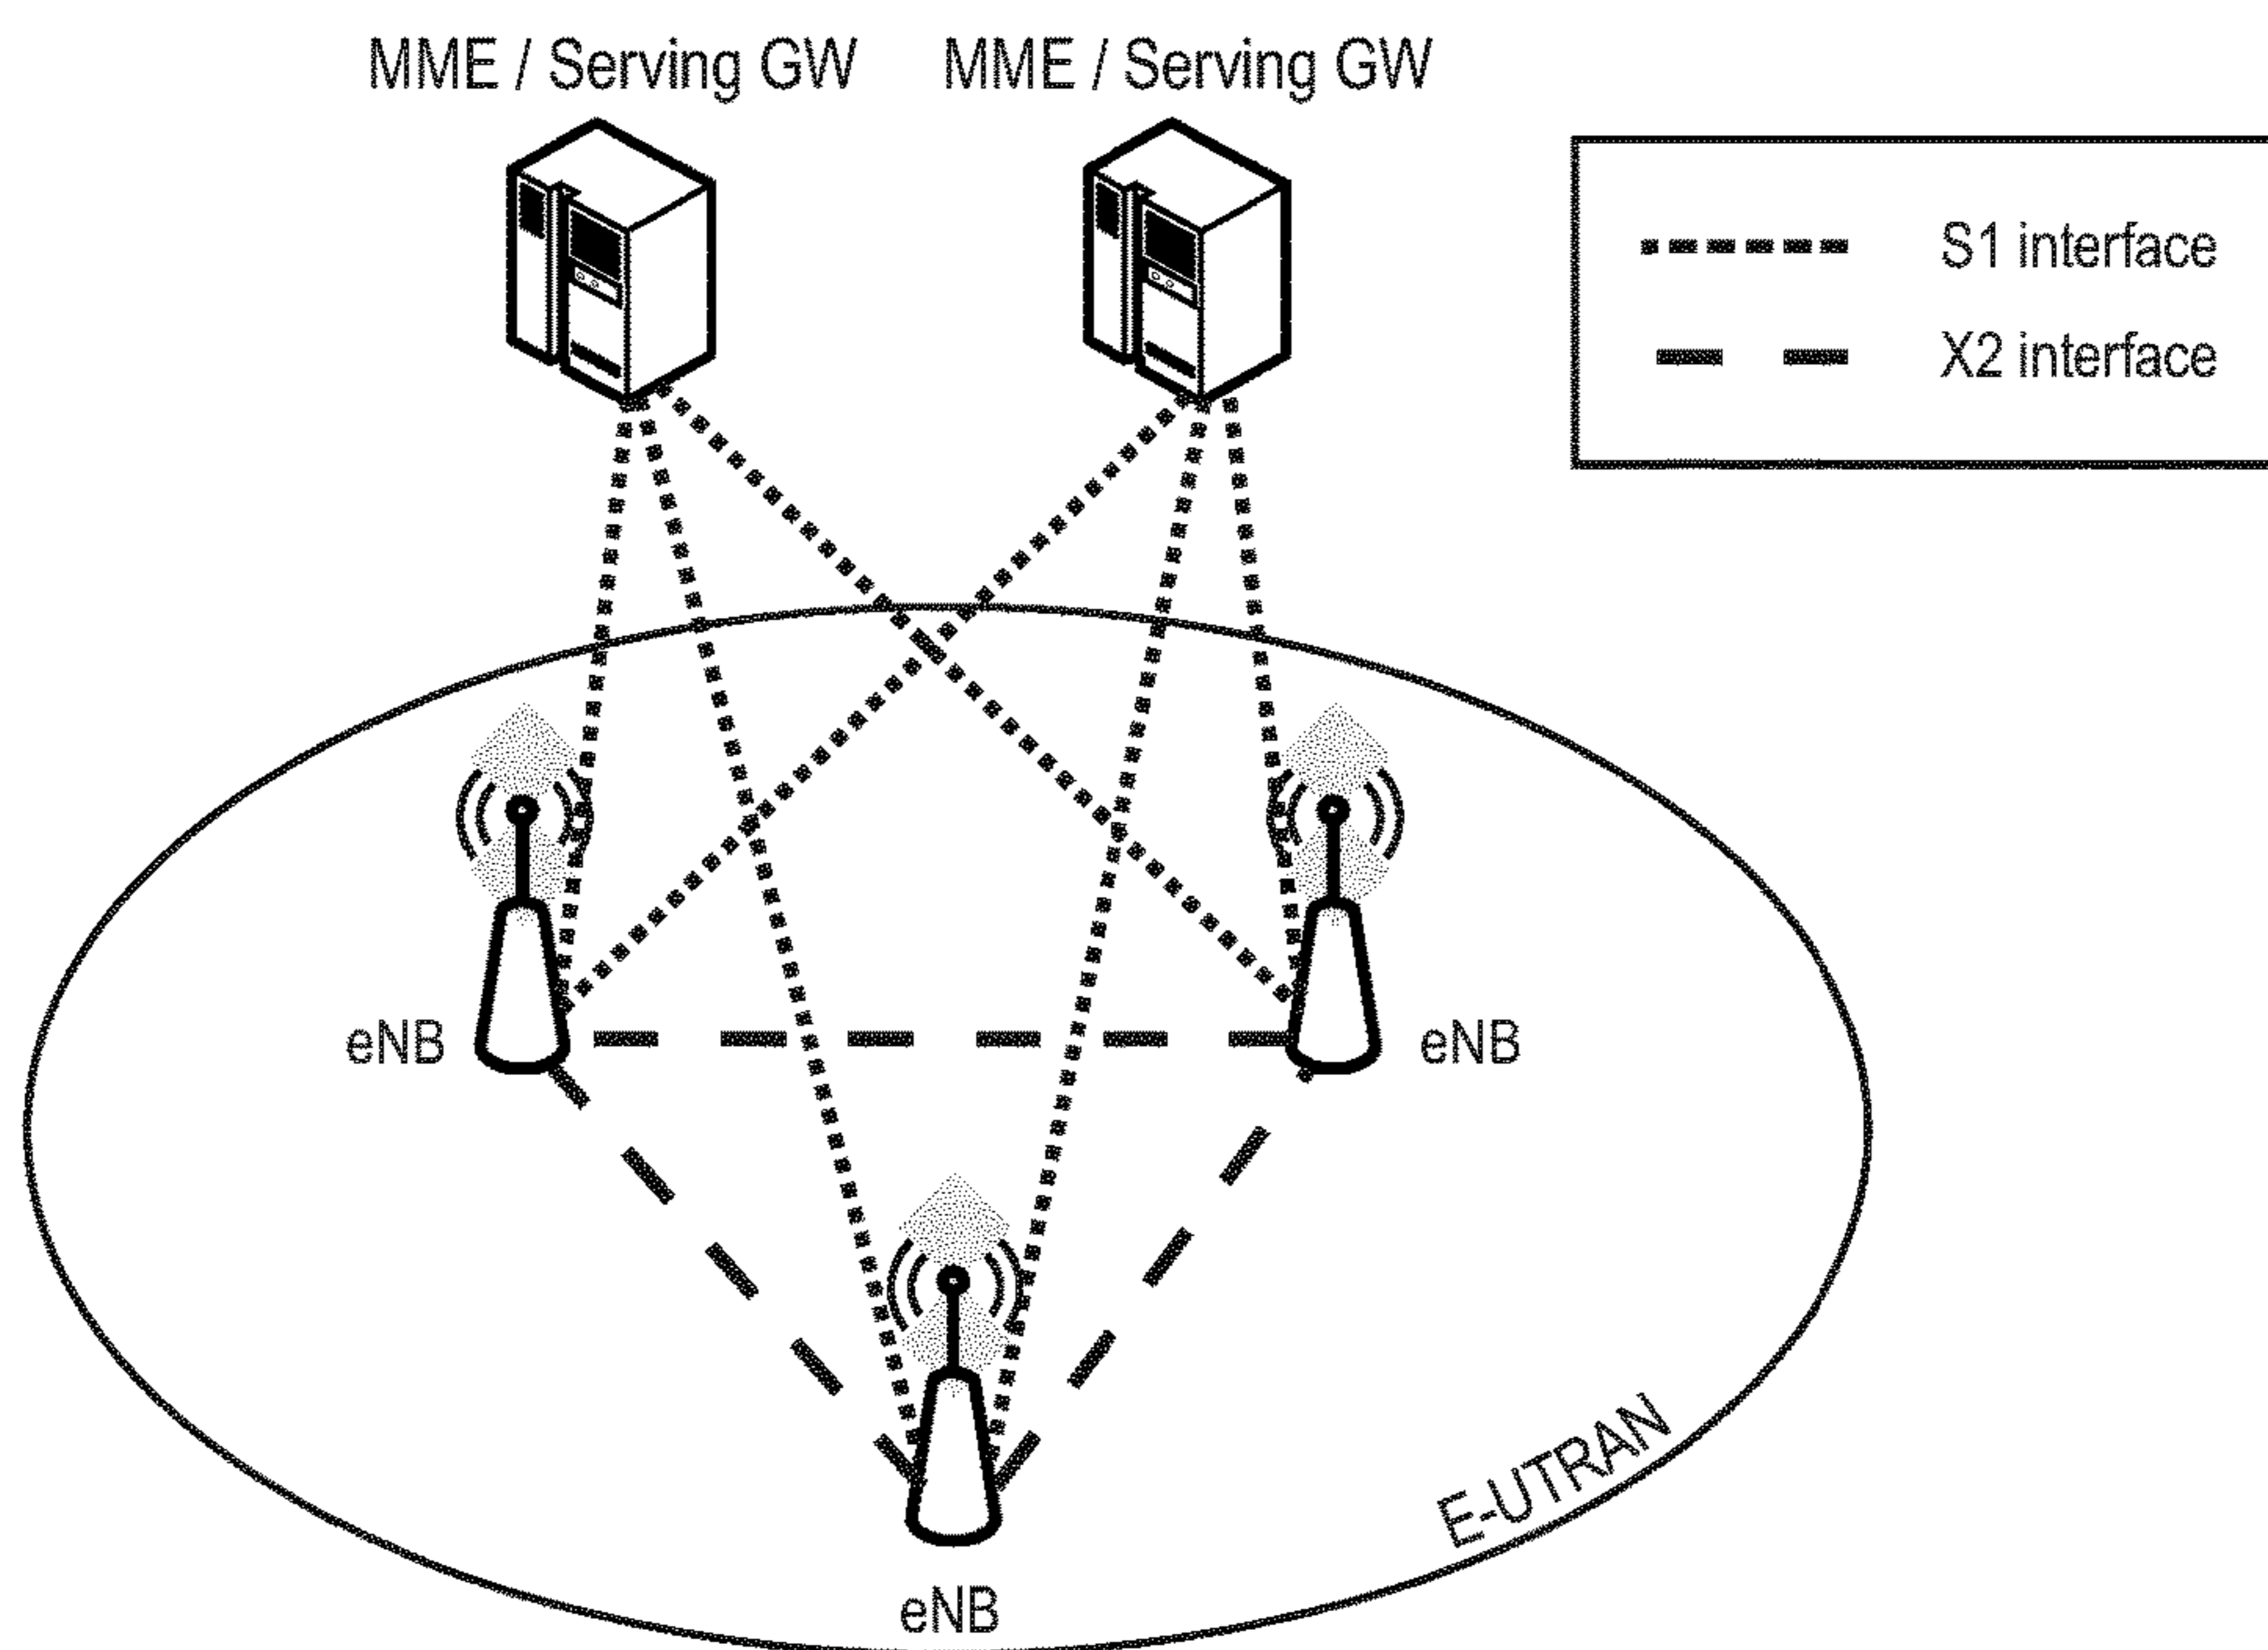 MME / Serving GW
MME / Serving GW
S1 interface
X2 interface
eNB
eNB
eNB
E-UTRAN